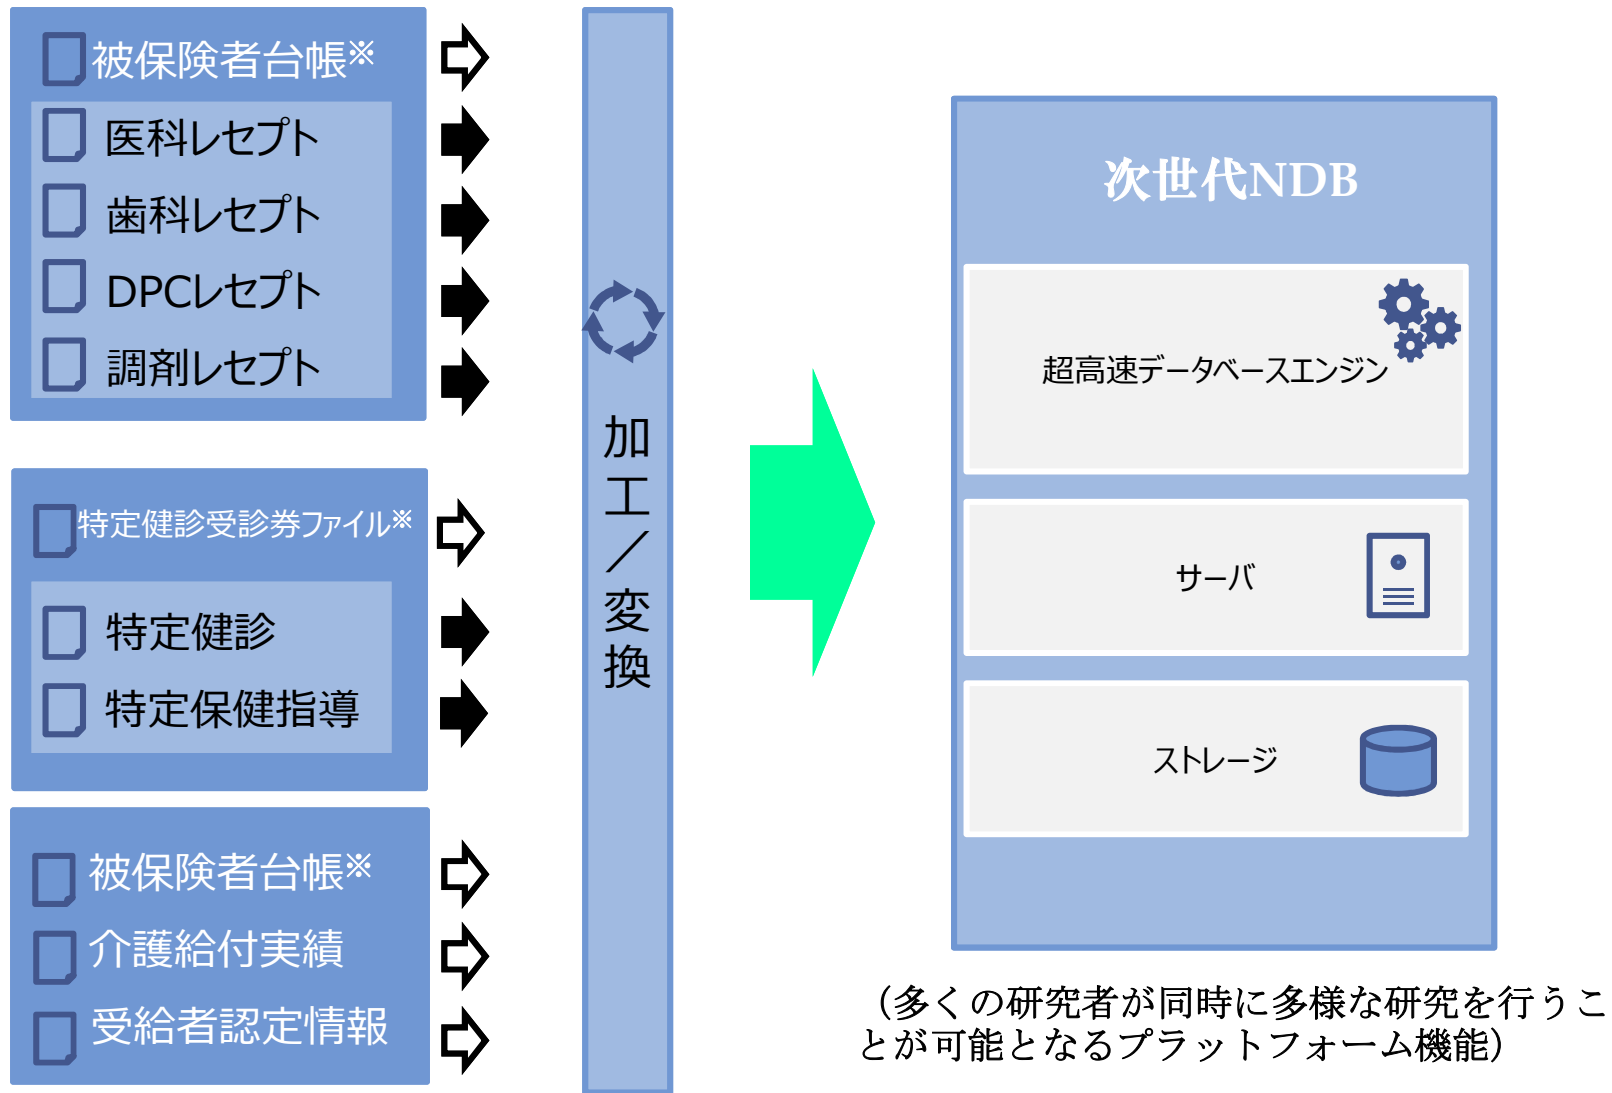 被保険者台帳※
医科レセプト
歯科レセプト
DPCレセプト
調剤レセプト
特定健診受診券ファイル※
特定健診
特定保健指導
被保険者台帳※
介護給付実績
受給者認定情報
加工／変換
次世代NDB
超高速データベースエンジン
サーバ
ストレージ
（多くの研究者が同時に多様な研究を行うこ
とが可能となるプラットフォーム機能）